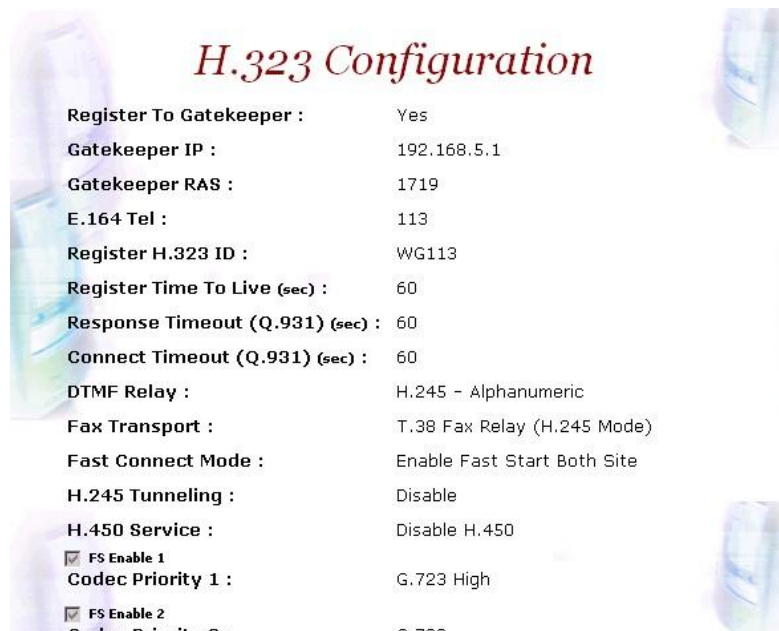 H.323 Configuration
Register To Gatekeeper : Yes
Gatekeeper IP : 192.168.5.1
Gatekeeper RAS : 1719
E.164 Tel : 113
Register H.323 ID : WG113
Register Time To Live (sec) : 60
Response Timeout (Q.931) (sec) : 60
Connect Timeout (Q.931) (sec) : 60
DTMF Relay : H.245 - Alphanumeric
Fax Transport : T.38 Fax Relay (H.245 Mode)
Fast Connect Mode : Enable Fast Start Both Site
H.245 Tunneling : Disable
H.450 Service : Disable H.450
FS Enable 1
Codec Priority 1 : G.723 High
FS Enable 2